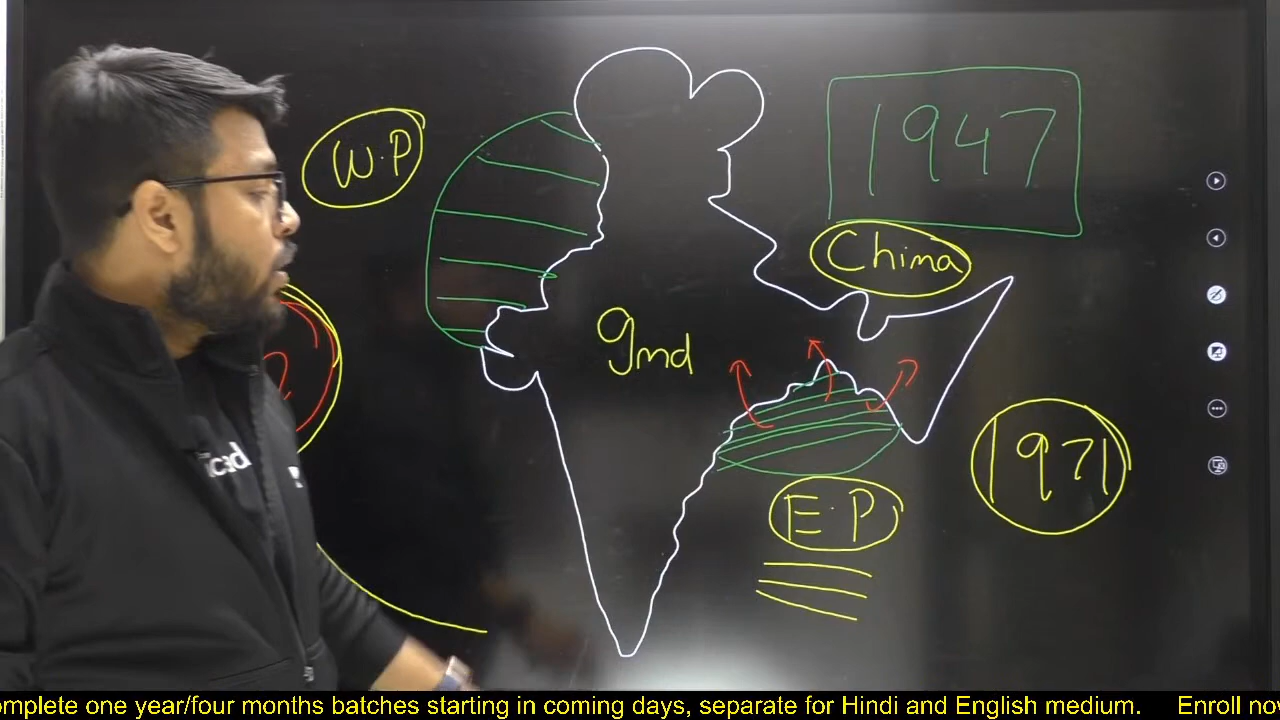 W.P
1947
China
Ind
1971
E.P
icad
omplete one year/four months batches starting in coming days, separate for Hindi and English medium. Enroll nov